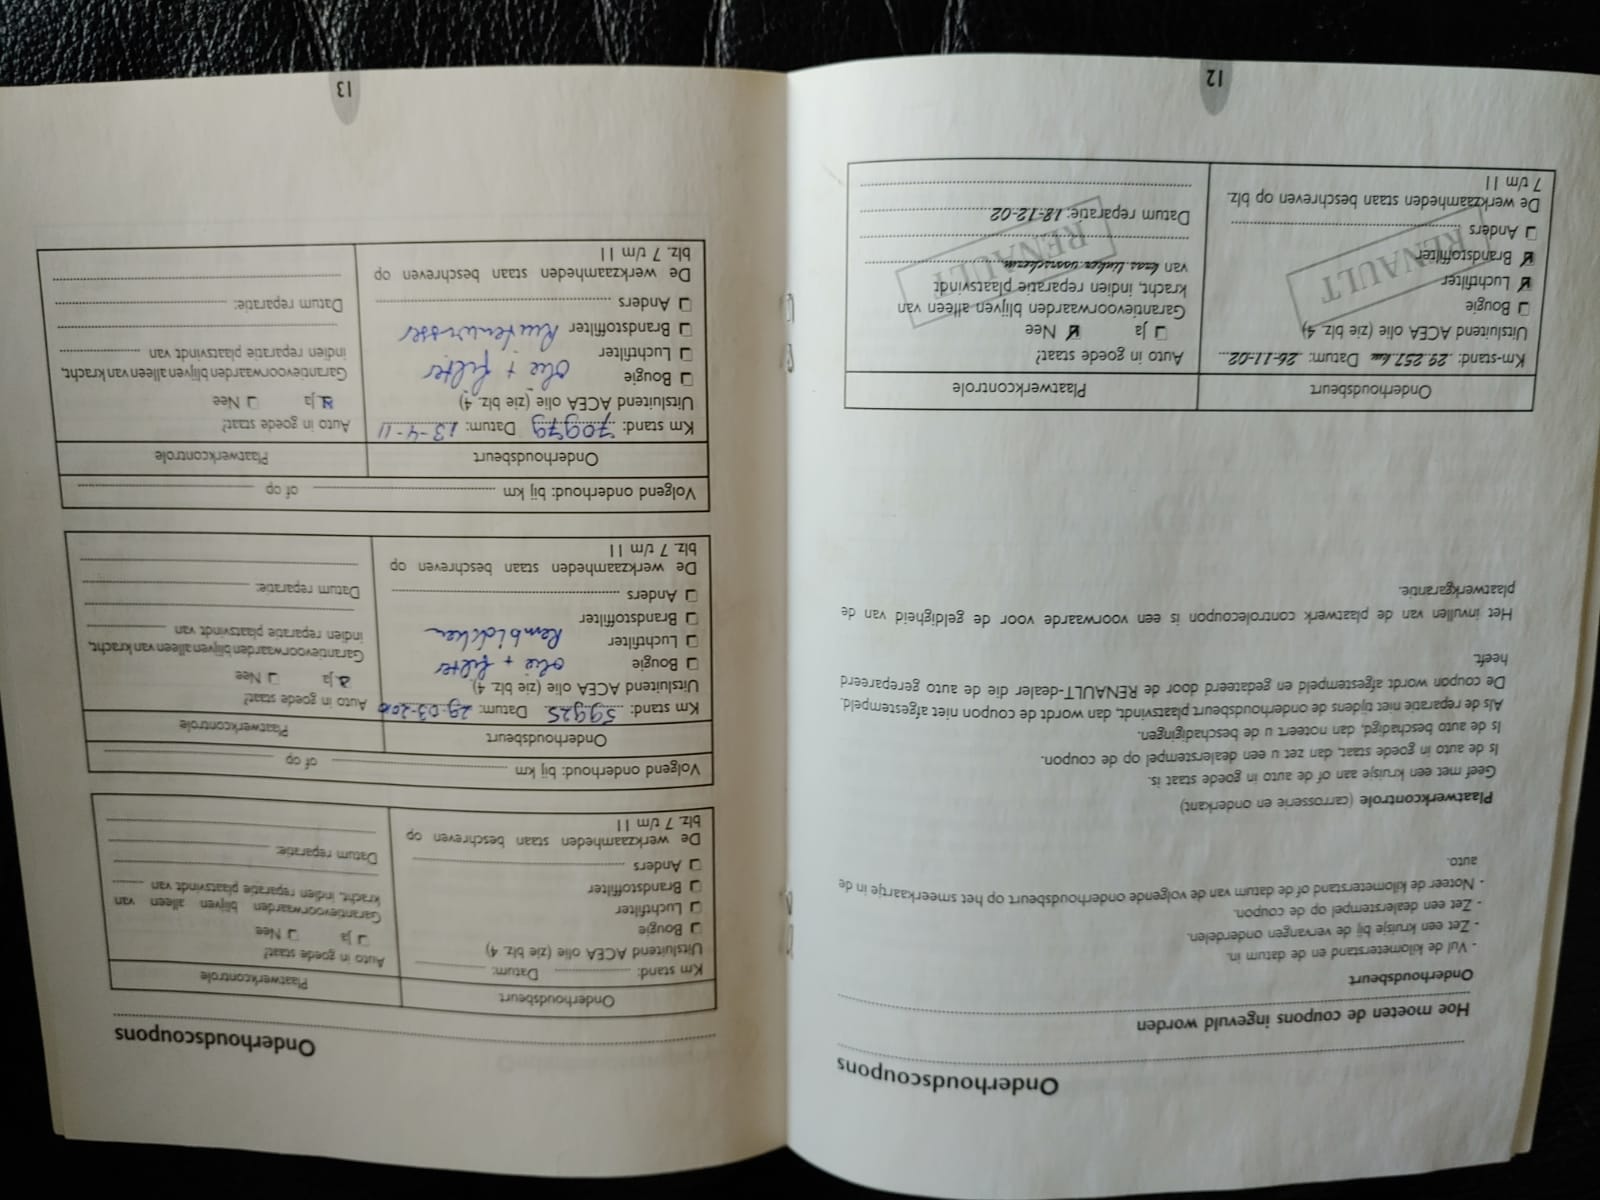 Onderhoudscoupons
Hoe moeten de coupons ingevuld worden
Onderhoudsbeurt
- Vul de kilometerstand en de datum in.
- Zet een kruisje bij de vervangen onderdelen.
- Zet een dealerstempel op de coupon.
- Noteer de kilometerstand of de datum van de volgende onderhoudsbeurt op het smeerkaartje in de
auto.
Plaatwerkcontrole (carrosserie en onderkant)
Geef met een kruisje aan of de auto in goede staat is.
Is de auto in goede staat, dan zet u een dealerstempel op de coupon.
Is de auto beschadigd, dan noteert u de beschadigingen.
Als de reparatie niet tijdens de onderhoudsbeurt plaatsvindt, dan wordt de coupon niet afgestempeld.
De coupon wordt afgestempeld en gedateerd door de RENAULT-dealer die de auto gerepareerd
heeft.
Het invullen van de plaatwerk controlecoupon is een voorwaarde voor de geldigheid van de
plaatwerkgarantie.
Onderhoudsbeurt
Km-stand: 29.257.km Datum: 26-11-02
Uitsluitend ACEA olie (zie blz. 4)
Bougie
Luchtfilter
Brandstoffilter
Anders
De werkzaamheden staan beschreven op blz.
7 t/m 11
RENAULT
Plaatwerkcontrole
Auto in goede staat?
Ja Nee
Garantievoorwaarden blijven alleen van
kracht, indien reparatie plaatsvindt
van kras linker voorscherm
Datum reparatie: 18-12-02
RENAULT
12
Onderhoudscoupons
Onderhoudsbeurt
Km stand: Datum:
Uitsluitend ACEA olie (zie blz. 4)
Bougie
Luchtfilter
Brandstoffilter
Anders
De werkzaamheden staan beschreven op
blz. 7 t/m 11
Plaatwerkcontrole
Auto in goede staat?
Ja Nee
Garantievoorwaarden blijven alleen van
kracht, indien reparatie plaatsvindt van
Datum reparatie:
Volgend onderhoud: bij km of op
Onderhoudsbeurt
Km stand: 59925 Datum: 29-03-2010
Uitsluitend ACEA olie (zie blz. 4)
Bougie olie + filter
Luchtfilter
Brandstoffilter
Anders
De werkzaamheden staan beschreven op
blz. 7 t/m 11
Plaatwerkcontrole
Auto in goede staat?
Ja Nee
Garantievoorwaarden blijven alleen van kracht,
indien reparatie plaatsvindt van
Datum reparatie:
Volgend onderhoud: bij km of op
Onderhoudsbeurt
Km stand: 70979 Datum: 13-4-11
Uitsluitend ACEA olie (zie blz. 4)
Bougie
Luchtfilter Olie + filter
Brandstoffilter Ruitenwisser
Anders
De werkzaamheden staan beschreven op
blz. 7 t/m 11
Plaatwerkcontrole
Auto in goede staat?
Ja Nee
Garantievoorwaarden blijven alleen van kracht,
indien reparatie plaatsvindt van
Datum reparatie:
13